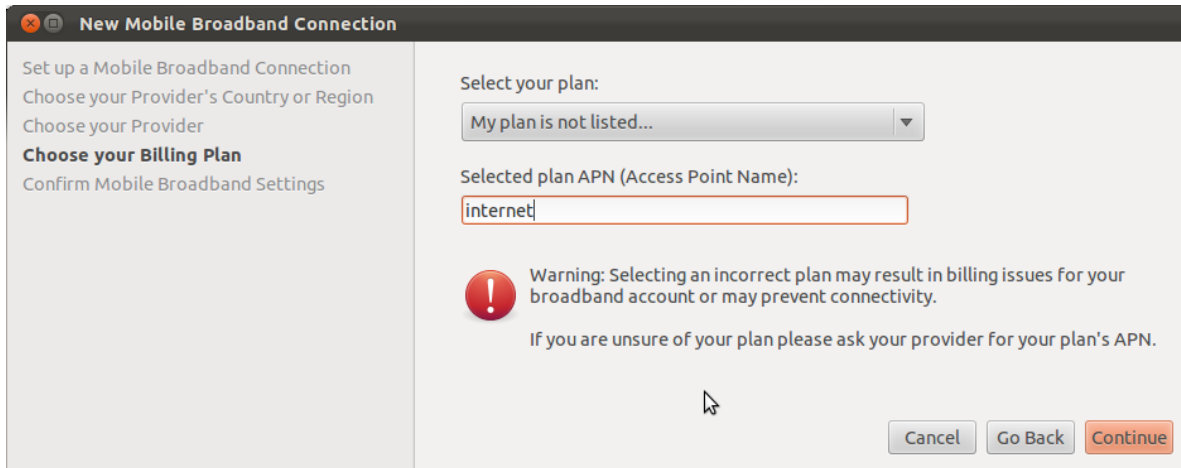 New Mobile Broadband Connection
Set up a Mobile Broadband Connection
Choose your Provider's Country or Region
Choose your Provider
Choose your Billing Plan
Confirm Mobile Broadband Settings
Select your plan:
My plan is not listed...
Selected plan APN (Access Point Name):
internet
Warning: Selecting an incorrect plan may result in billing issues for your
broadband account or may prevent connectivity.
If you are unsure of your plan please ask your provider for your plan's APN.
Cancel Go Back Continue